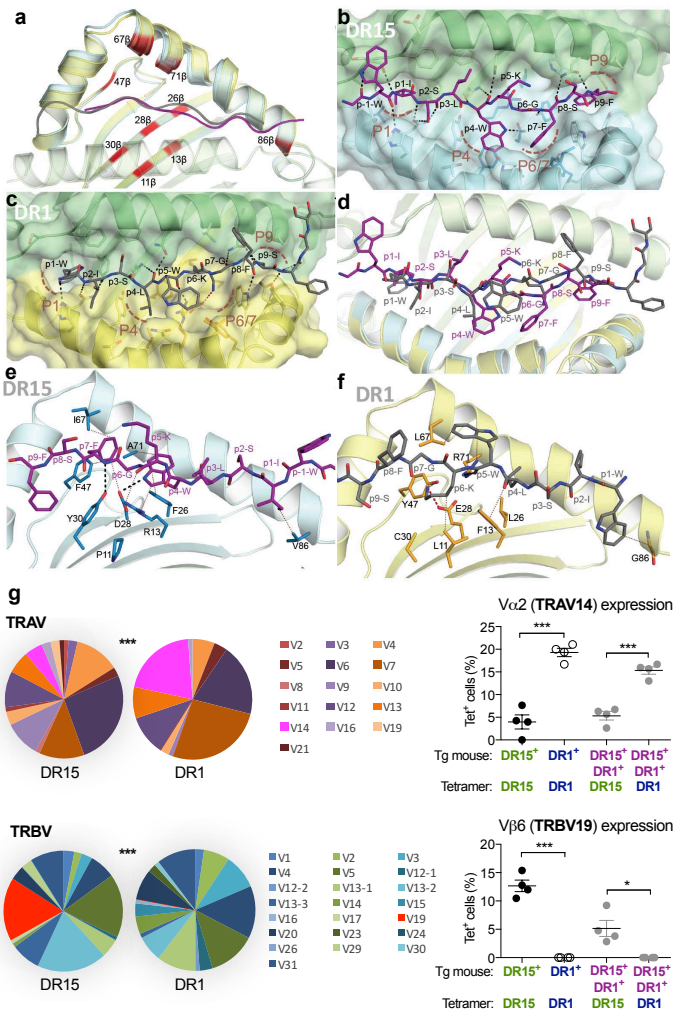 a
67β
47β
71β
26β
28β
30β
13β
11β
86β
b
DR15
p-1-W
p1-I
p2-S
p3-L
p4-W
p5-K
p6-G
p7-F
p8-S
p9-F
P1
P4
P6/7
P9
c
DR1
p1-W
p2-I
p3-S
p4-L
p5-W
p6-K
p7-G
p8-F
p9-S
P1
P4
P6/7
P9
d
p1-I
p2-S
p3-L
p4-W
p5-K
p6-G
p7-F
p8-S
p9-F
p1-W
p2-I
p3-S
p4-L
p5-W
p6-K
p7-G
p8-F
p9-S
e
DR15
I67
A71
p9-F
p8-S
p7-F
p6-G
p5-K
p4-W
p3-L
p2-S
p1-I
p-1-W
F47
Y30
D28
F26
R13
P11
V86
f
DR1
L67
R71
p9-S
p8-F
p7-G
p6-K
p5-W
p4-L
p3-S
p2-I
p1-W
Y47
E28
L26
F13
C30
L11
G86
g
TRAV
***
DR15 DR1
V2 V3 V4
V5 V6 V7
V8 V9 V10
V11 V12 V13
V14 V16 V19
V21
Vα2 (TRAV14) expression
Tet⁺ cells (%)
25
20
15
10
5
0
*** ***
Tg mouse: DR15⁺ DR1⁺ DR15⁺ DR1⁺ DR15⁺ DR1⁺
Tetramer: DR15 DR1 DR15 DR1
TRBV
***
DR15 DR1
V1 V2 V3
V4 V5 V12-1
V12-2 V13-1 V13-2
V13-3 V14 V15
V16 V17 V19
V20 V23 V24
V26 V29 V30
V31
Vβ6 (TRBV19) expression
Tet⁺ cells (%)
20
15
10
5
0
*** *
Tg mouse: DR15⁺ DR1⁺ DR15⁺ DR1⁺ DR15⁺ DR1⁺
Tetramer: DR15 DR1 DR15 DR1